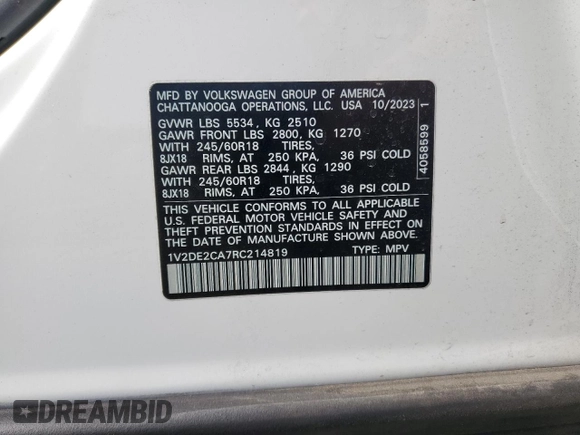 MFD BY VOLKSWAGEN GROUP OF AMERICA
CHATTANOOGA OPERATIONS, LLC. USA 10/2023
GVWR LBS 5534, KG 2510
GAWR FRONT LBS 2800, KG 1270
WITH 245/60R18 TIRES,
8JX18 RIMS, AT 250 KPA, 36 PSI COLD
GAWR REAR LBS 2844, KG 1290
WITH 245/60R18 TIRES,
8JX18 RIMS, AT 250 KPA, 36 PSI COLD
THIS VEHICLE CONFORMS TO ALL APPLICABLE
U.S. FEDERAL MOTOR VEHICLE SAFETY AND
THEFT PREVENTION STANDARDS IN EFFECT ON
DATE OF MANUFACTURE SHOWN ABOVE.
1V2DE2CA7RC214819 TYPE: MPV
4058599 1
DREAMBID